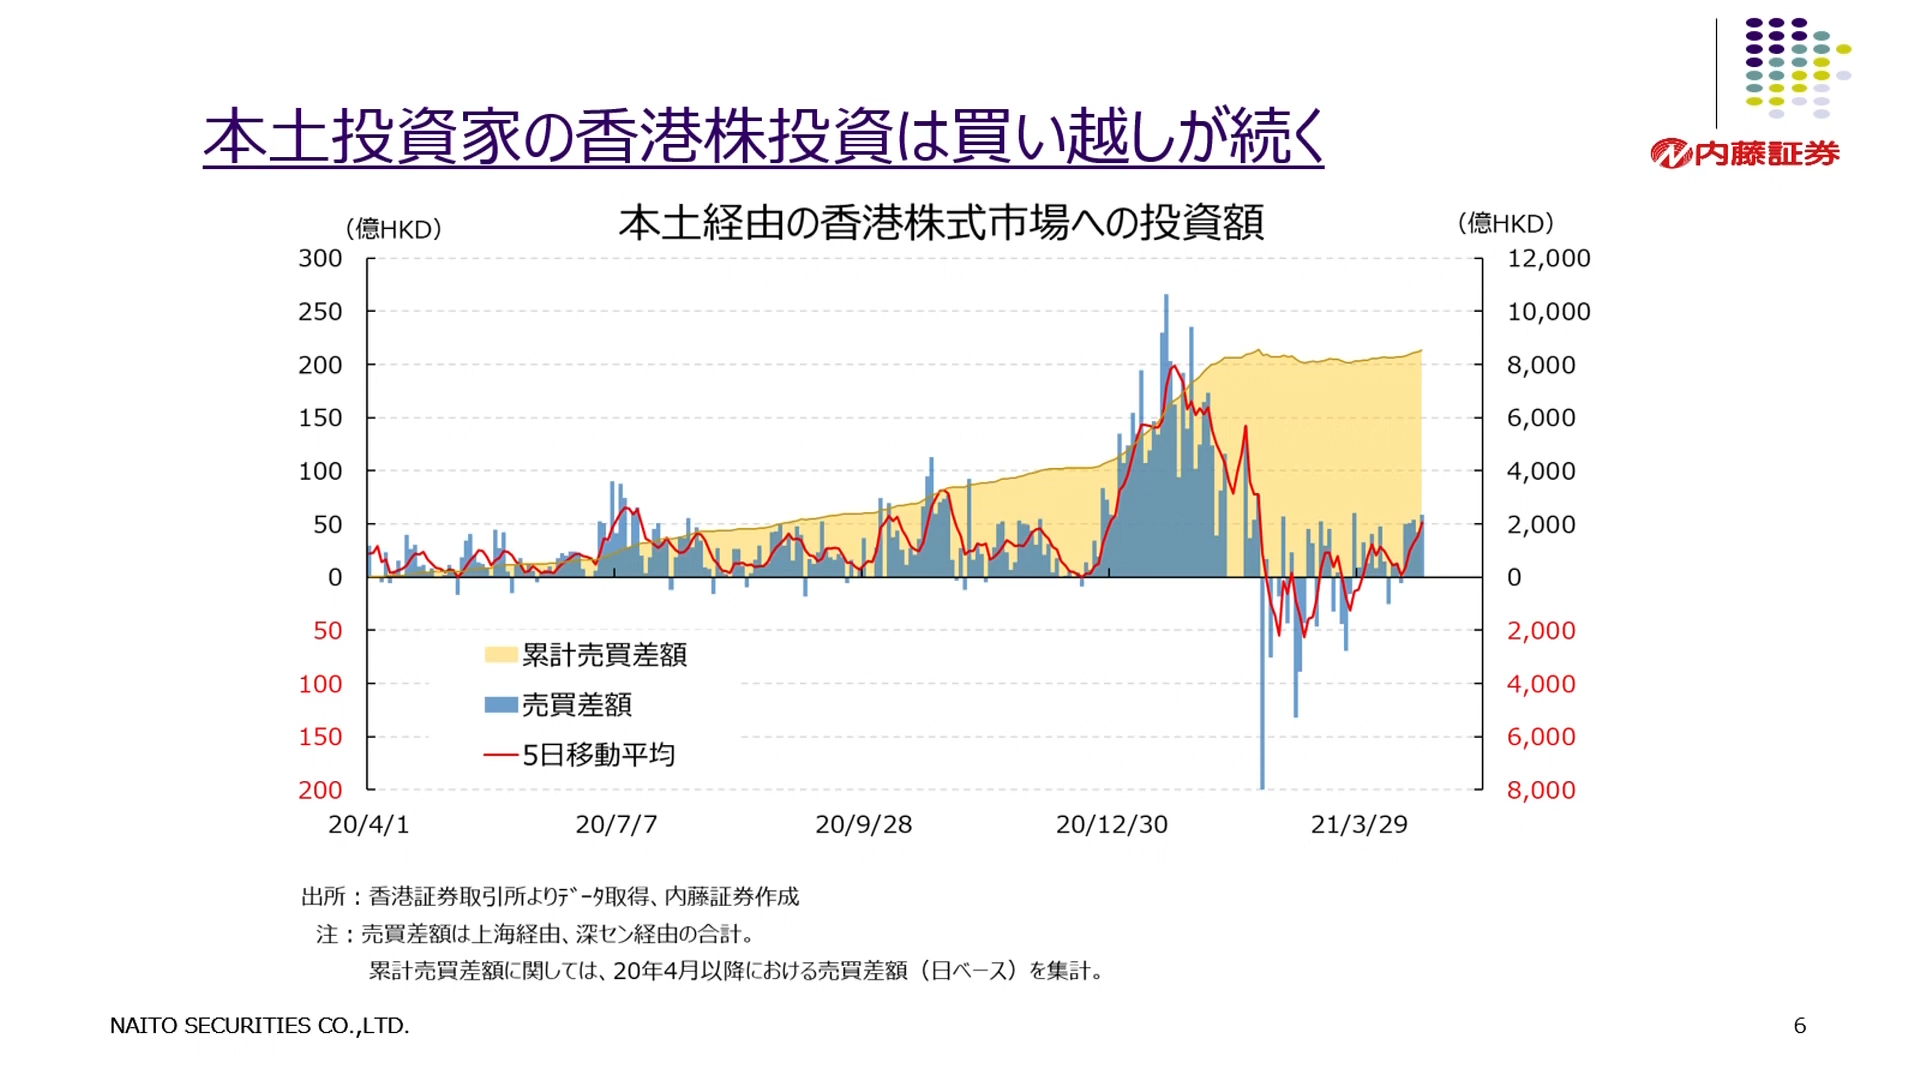 内藤証券
本土投資家の香港株投資は買い越しが続く
本土経由の香港株式市場への投資額
（億HKD）
（億HKD）
300
250
200
150
100
50
0
50
100
150
200
12,000
10,000
8,000
6,000
4,000
2,000
0
2,000
4,000
6,000
8,000
累計売買差額
売買差額
5日移動平均
20/4/1 20/7/7 20/9/28 20/12/30 21/3/29
出所：香港証券取引所よりﾃﾞｰﾀ取得、内藤証券作成
注：売買差額は上海経由、深セン経由の合計。
累計売買差額に関しては、20年4月以降における売買差額（日ベース）を集計。
NAITO SECURITIES CO.,LTD.
6